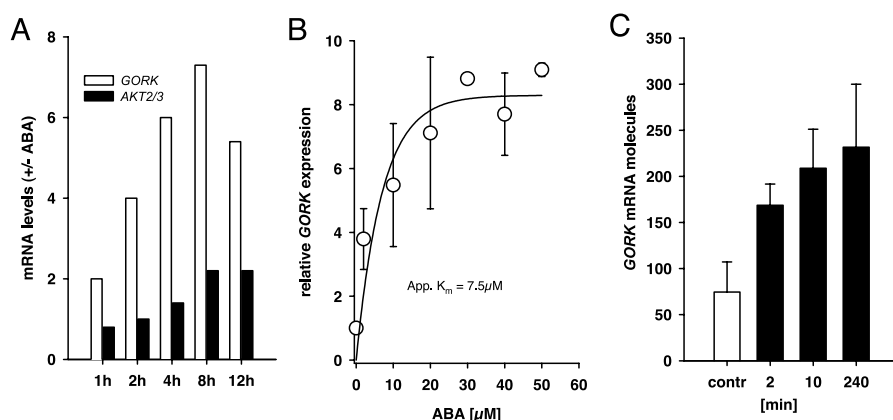 A
mRNA levels (+/- ABA)
8
6
4
2
0
GORK
AKT2/3
1h 2h 4h 8h 12h
B
relative GORK expression
10
8
6
4
2
0
App. Km = 7.5µM
0 10 20 30 40 50 60
ABA [µM]
C
GORK mRNA molecules
350
300
250
200
150
100
50
0
contr 2 10 240
[min]